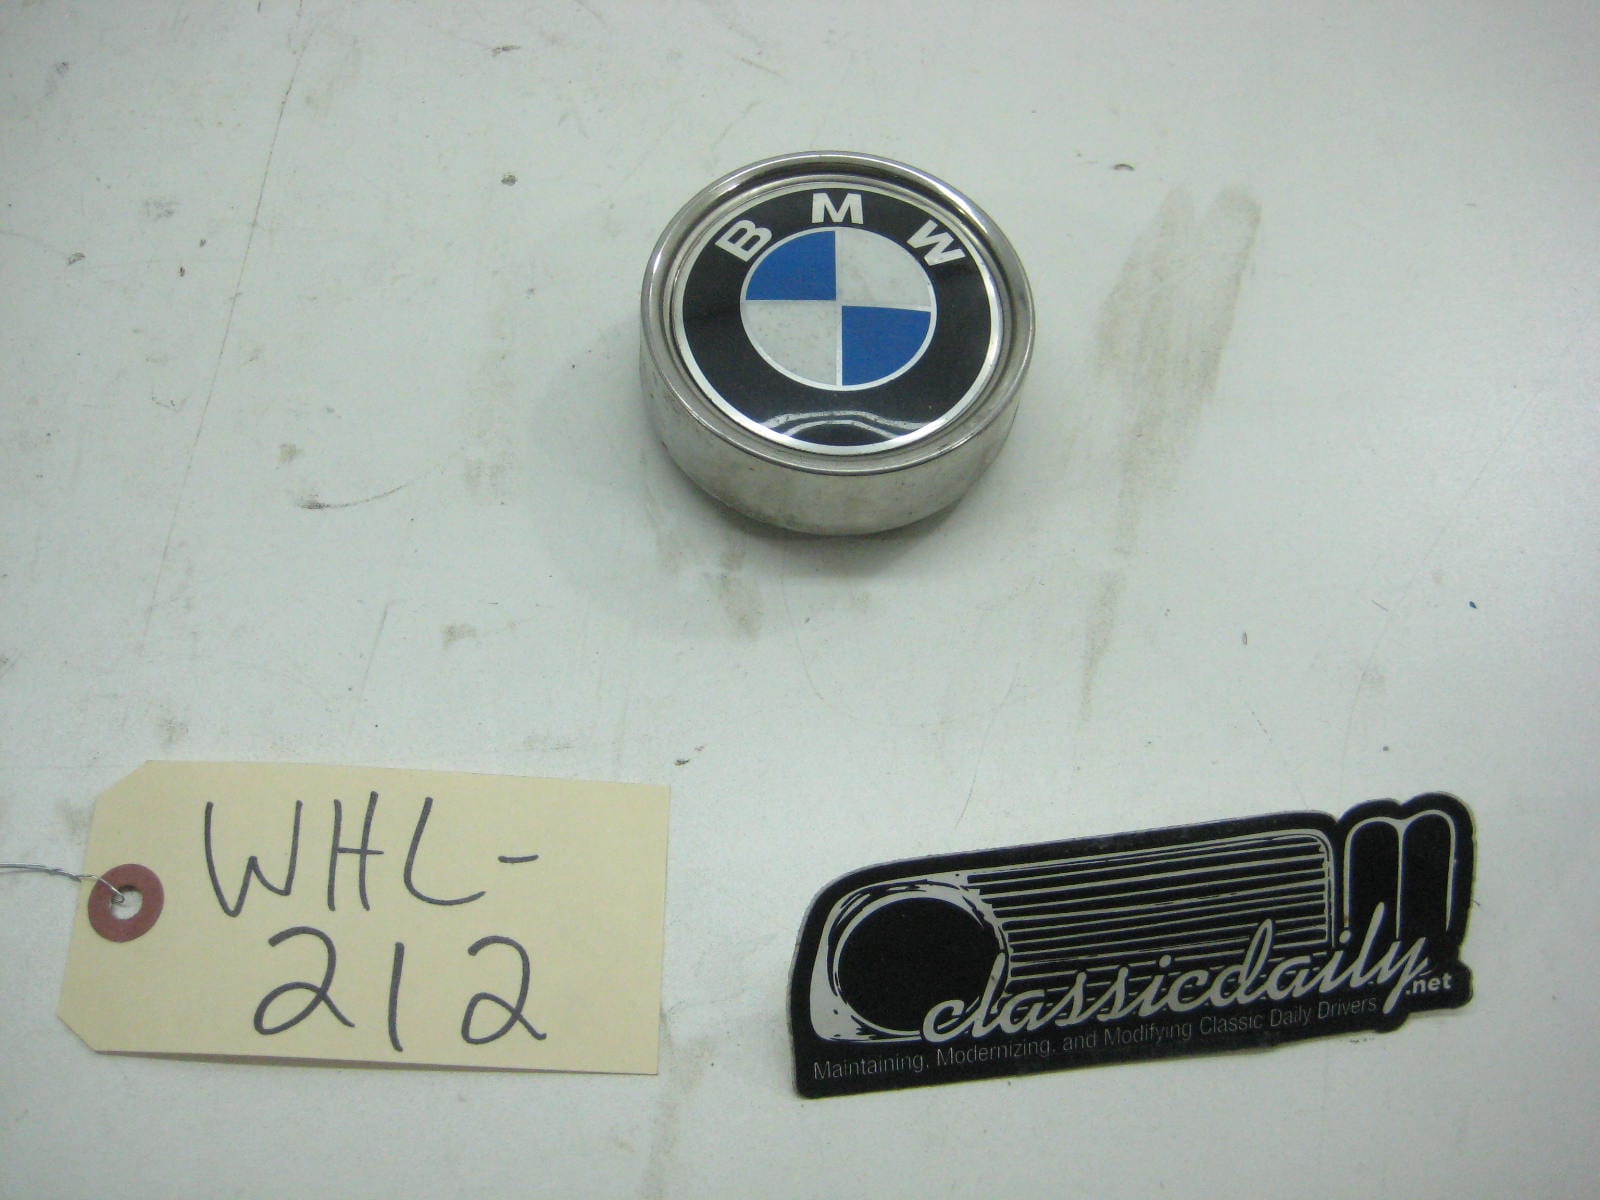 BMW
WHL-
212
classicdaily.net
Maintaining, Modernizing, and Modifying Classic Daily Drivers